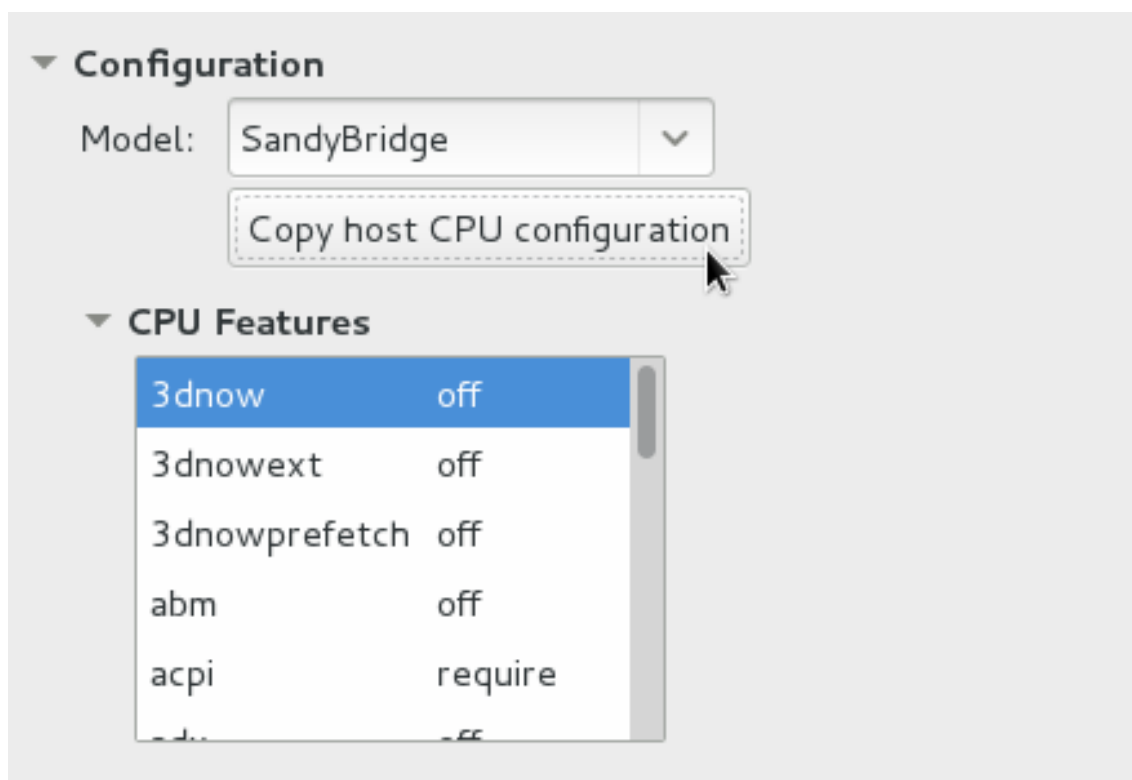 Configuration
Model: SandyBridge
Copy host CPU configuration
CPU Features
3dnow off
3dnowext off
3dnowprefetch off
abm off
acpi require